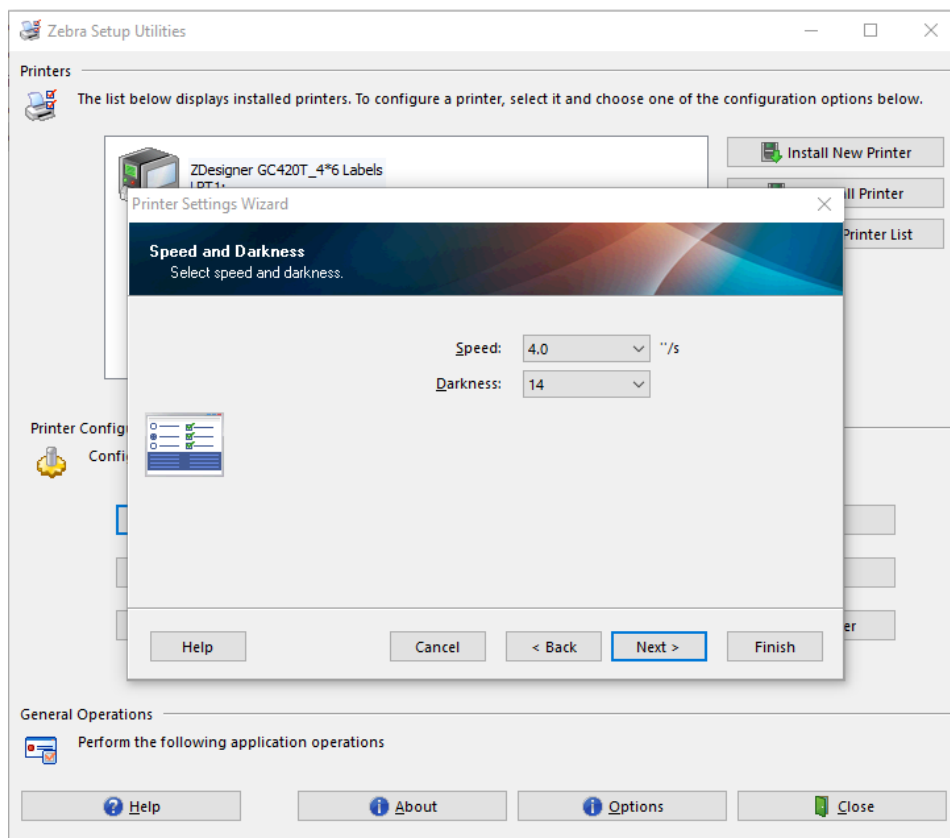 Zebra Setup Utilities
Printers
The list below displays installed printers. To configure a printer, select it and choose one of the configuration options below.
ZDesigner GC420T_4*6 Labels
LPT1:
Install New Printer
ll Printer
Printer List
Printer Settings Wizard
Speed and Darkness
Select speed and darkness.
Speed: 4.0 "/s
Darkness: 14
Printer Config
Confi
er
Help
Cancel
< Back
Next >
Finish
General Operations
Perform the following application operations
Help
About
Options
Close